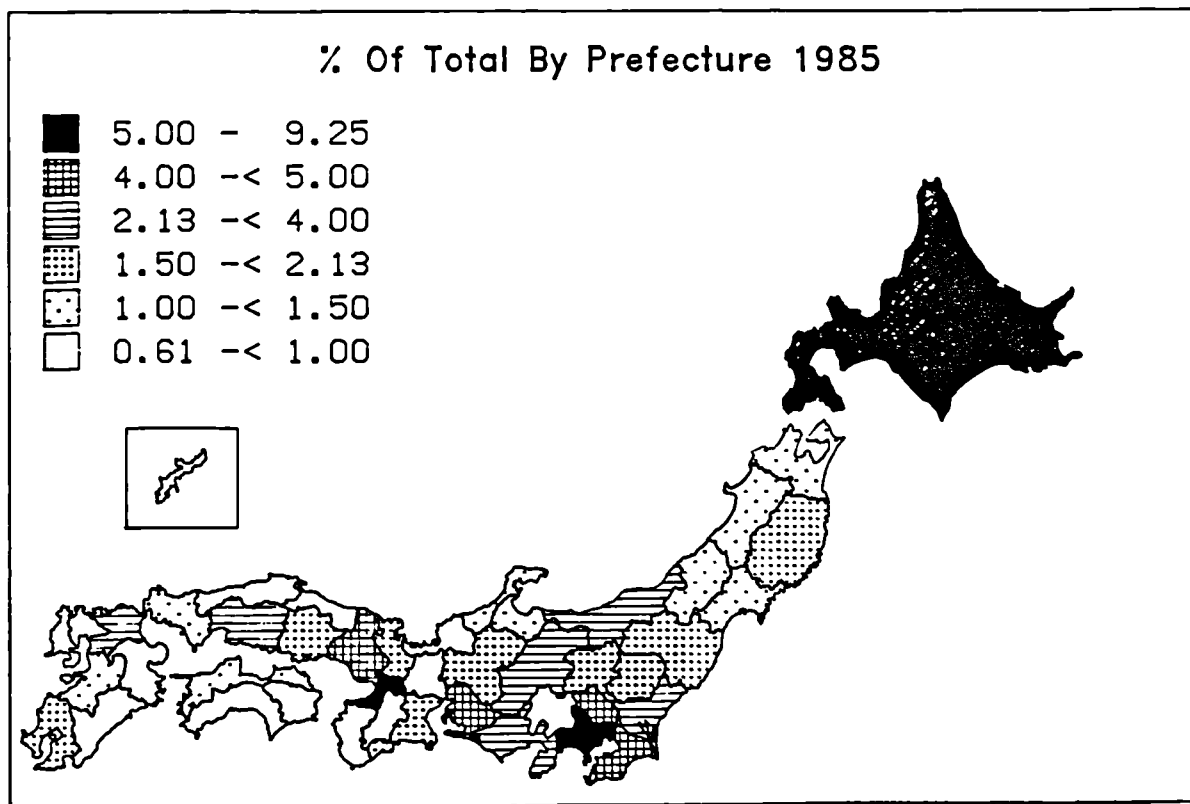 % Of Total By Prefecture 1985
5.00 - 9.25
4.00 -< 5.00
2.13 -< 4.00
1.50 -< 2.13
1.00 -< 1.50
0.61 -< 1.00